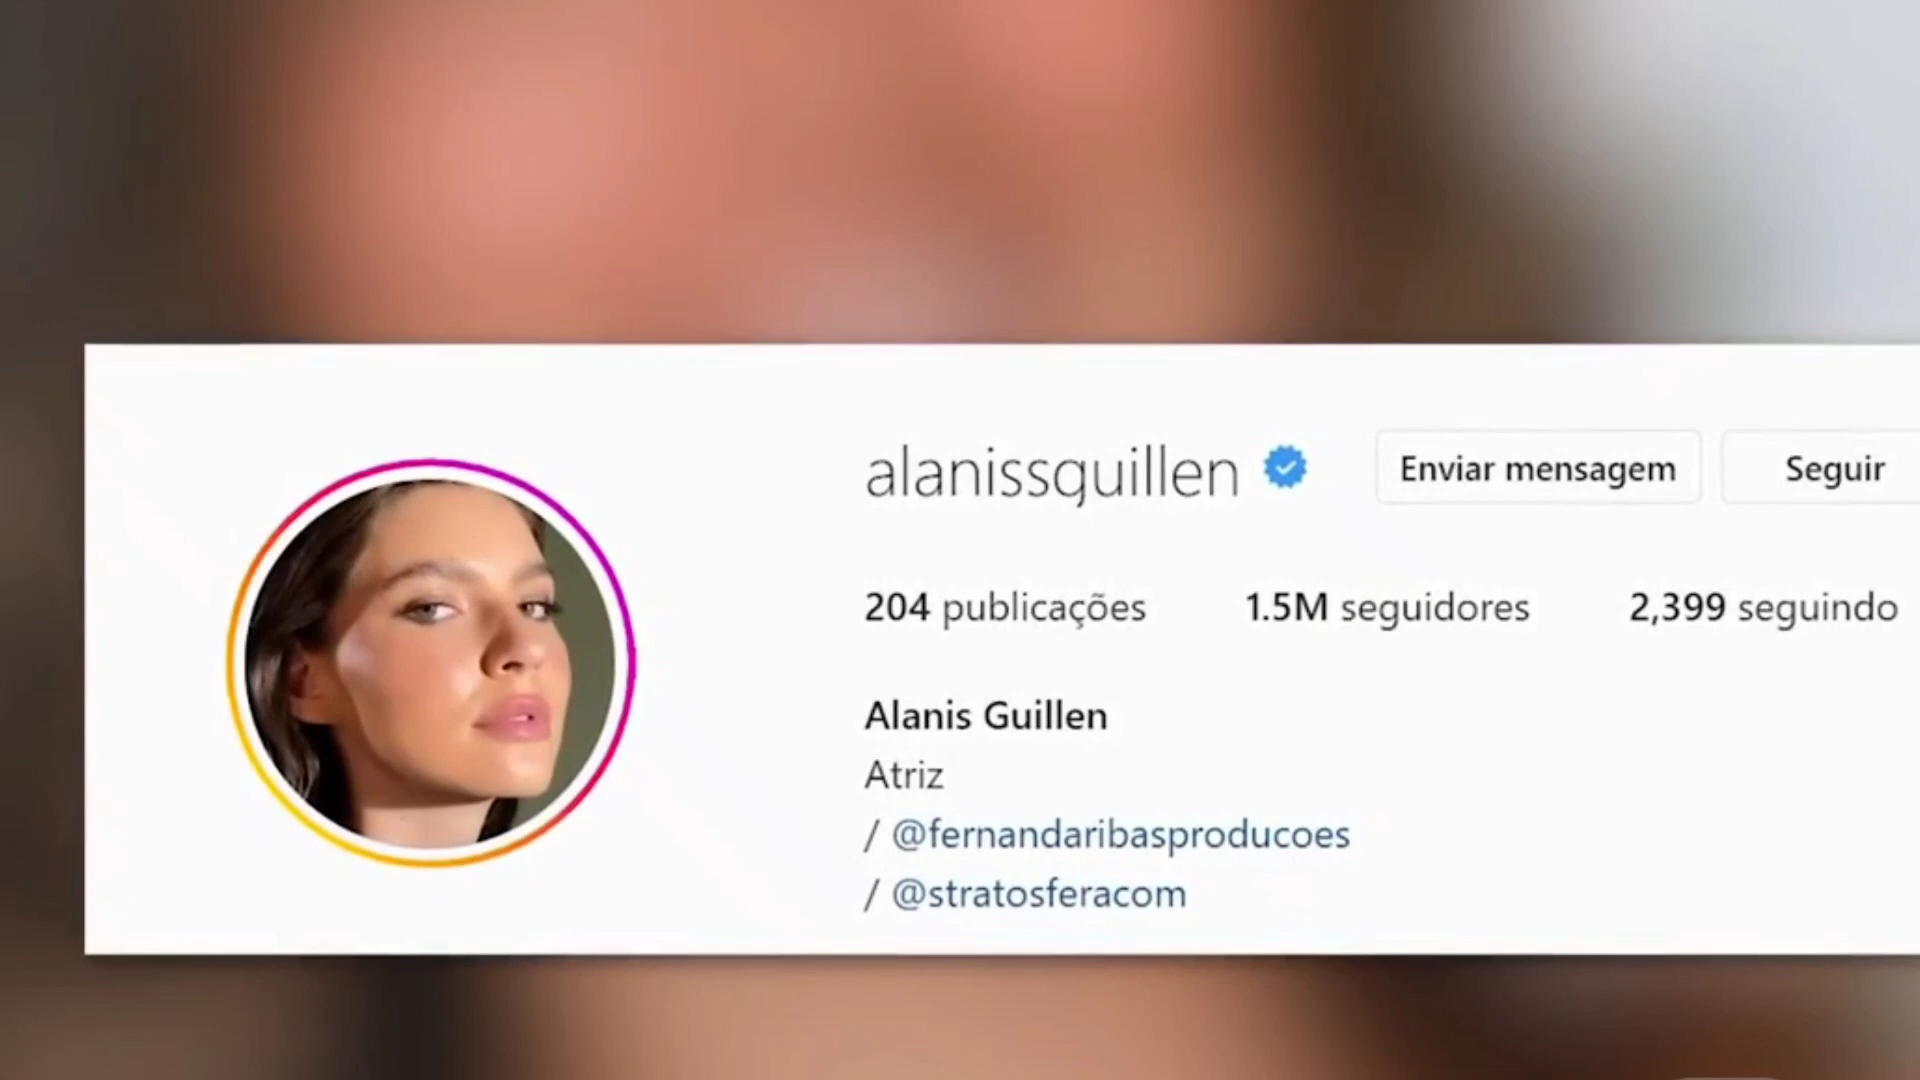 alanissguillen Enviar mensagem Seguir
204 publicações 1.5M seguidores 2,399 seguindo
Alanis Guillen
Atriz
/ @fernandaribasproducoes
/ @stratosferacom